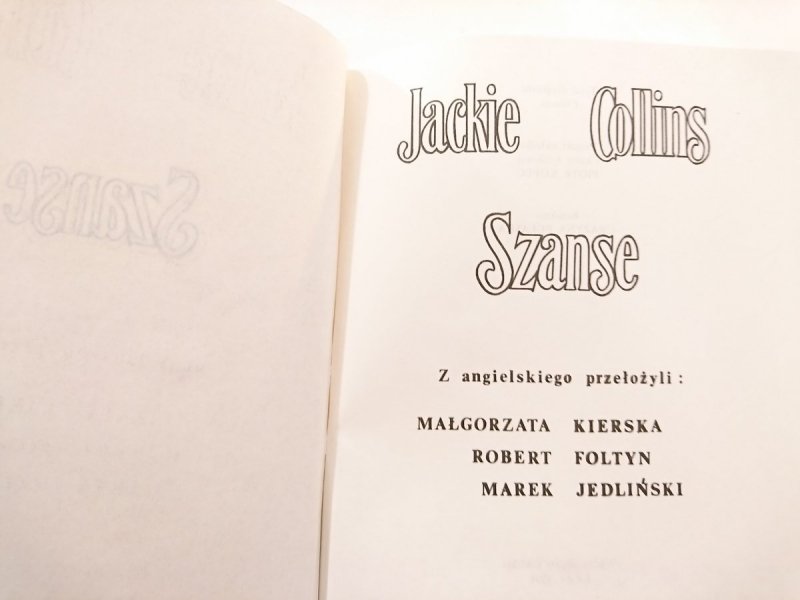 Jackie Collins
Szanse
Z angielskiego przełożyli:
MAŁGORZATA KIERSKA
ROBERT FOLTYN
MAREK JEDLIŃSKI